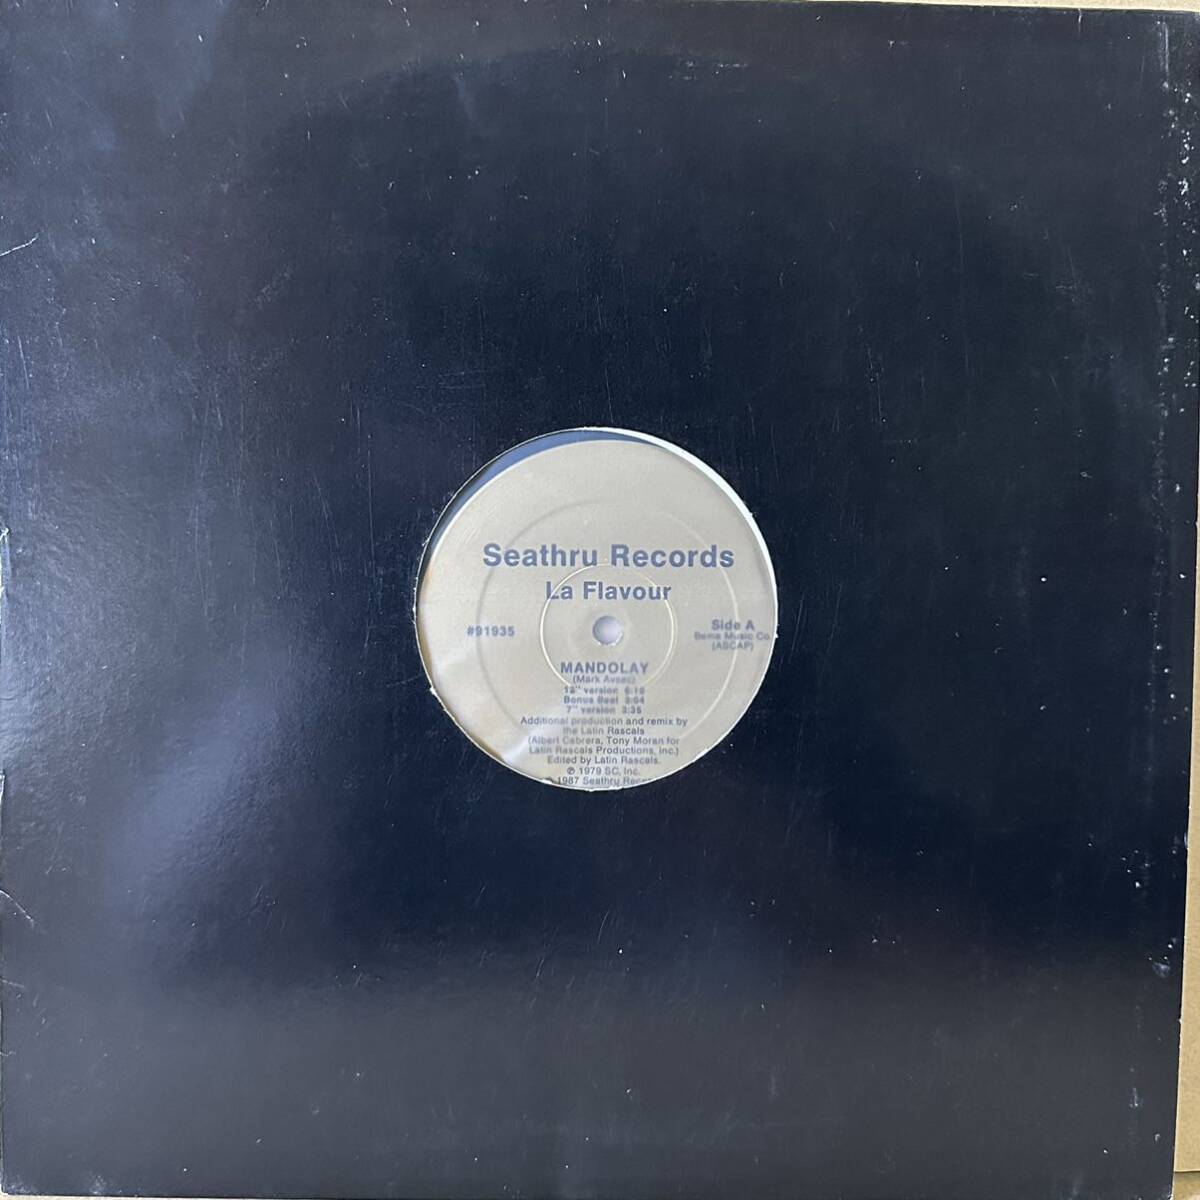 Seathru Records
La Flavour
#91935
Side A
Bema Music Co.
(ASCAP)
MANDOLAY
(Mark Avsec)
12" version 6:18
Bonus Beat 3:04
7" version 3:35
Additional production and remix by
the Latin Rascals
(Albert Cabrera, Tony Moran for
Latin Rascals Productions, Inc.)
Edited by Latin Rascals.
℗ 1979 SC, Inc.
1987 Seathru